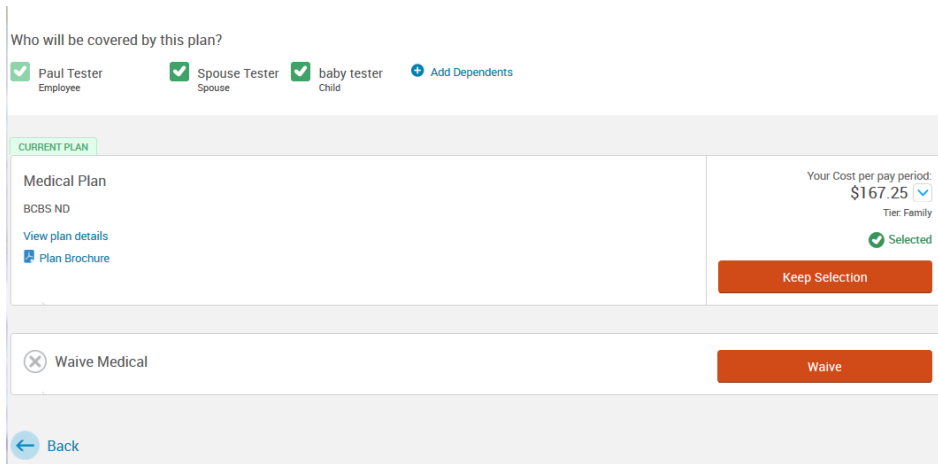 Who will be covered by this plan?
Paul Tester
Employee
Spouse Tester
Spouse
baby tester
Child
Add Dependents
CURRENT PLAN
Medical Plan
BCBS ND
View plan details
Plan Brochure
Your Cost per pay period:
$167.25
Tier: Family
Selected
Keep Selection
Waive Medical
Waive
Back